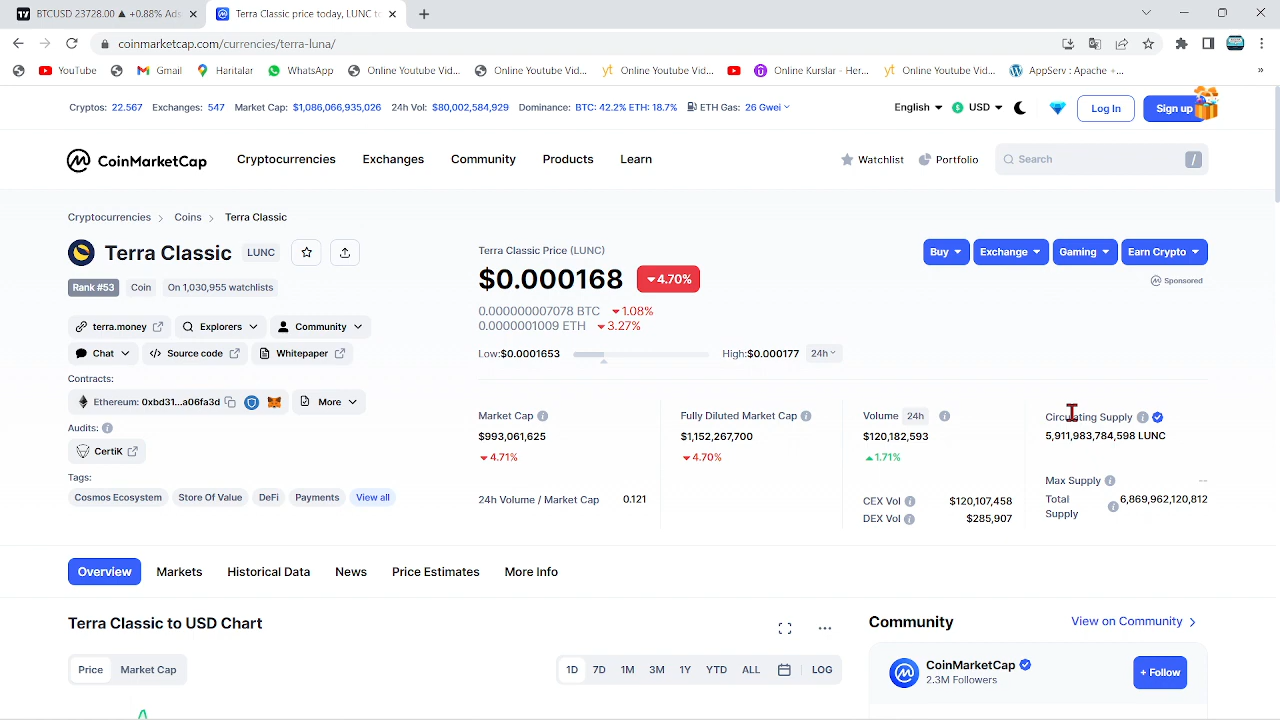 BTCUSD 23728.00 ▲ +0.88% Ads
Terra Classic price today, LUNC to
coinmarketcap.com/currencies/terra-luna/
YouTube Gmail Haritalar WhatsApp Online Youtube Vid... Online Youtube Vid... Online Youtube Vid... Online Kurslar - Her... Online Youtube Vid... AppServ : Apache +... »
Cryptos: 22.567 Exchanges: 547 Market Cap: $1,086,066,935,026 24h Vol: $80,002,584,929 Dominance: BTC: 42.2% ETH: 18.7% ETH Gas: 26 Gwei
English USD Log In Sign up
CoinMarketCap Cryptocurrencies Exchanges Community Products Learn Watchlist Portfolio Search /
Cryptocurrencies > Coins > Terra Classic
Terra Classic LUNC
Rank #53 Coin On 1,030,955 watchlists
terra.money Explorers Community
Chat Source code Whitepaper
Contracts:
Ethereum: 0xbd31...a06fa3d More
Audits:
CertiK
Tags:
Cosmos Ecosystem Store Of Value DeFi Payments View all
Terra Classic Price (LUNC)
$0.000168 4.70%
0.000000007078 BTC 1.08%
0.0000001009 ETH 3.27%
Low:$0.0001653 High:$0.000177 24h
Buy Exchange Gaming Earn Crypto
Sponsored
Market Cap
$993,061,625
4.71%
24h Volume / Market Cap 0.121
Fully Diluted Market Cap
$1,152,267,700
4.70%
Volume 24h
$120,182,593
1.71%
CEX Vol $120,107,458
DEX Vol $285,907
Circulating Supply
5,911,983,784,598 LUNC
Max Supply --
Total Supply 6,869,962,120,812
Overview Markets Historical Data News Price Estimates More Info
Terra Classic to USD Chart
Price Market Cap
1D 7D 1M 3M 1Y YTD ALL LOG
Community
View on Community >
CoinMarketCap
2.3M Followers
+ Follow